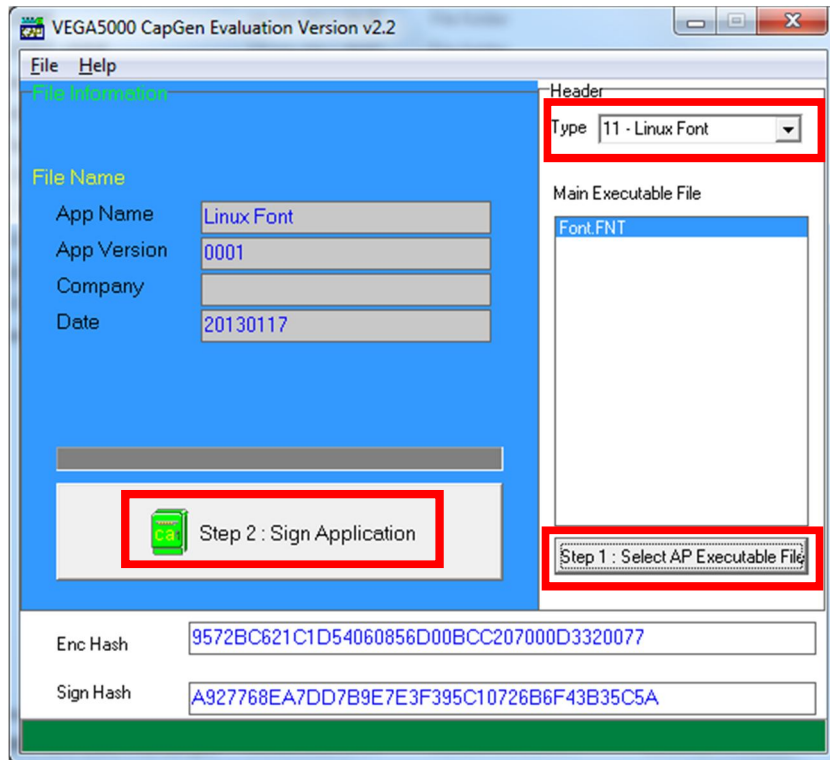 VEGA5000 CapGen Evaluation Version v2.2
File Help
File Information
File Name
App Name Linux Font
App Version 0001
Company
Date 20130117
cap Step 2 : Sign Application
Header
Type 11 - Linux Font
Main Executable File
Font.FNT
Step 1 : Select AP Executable File
Enc Hash 9572BC621C1D54060856D00BCC207000D3320077
Sign Hash A927768EA7DD7B9E7E3F395C10726B6F43B35C5A